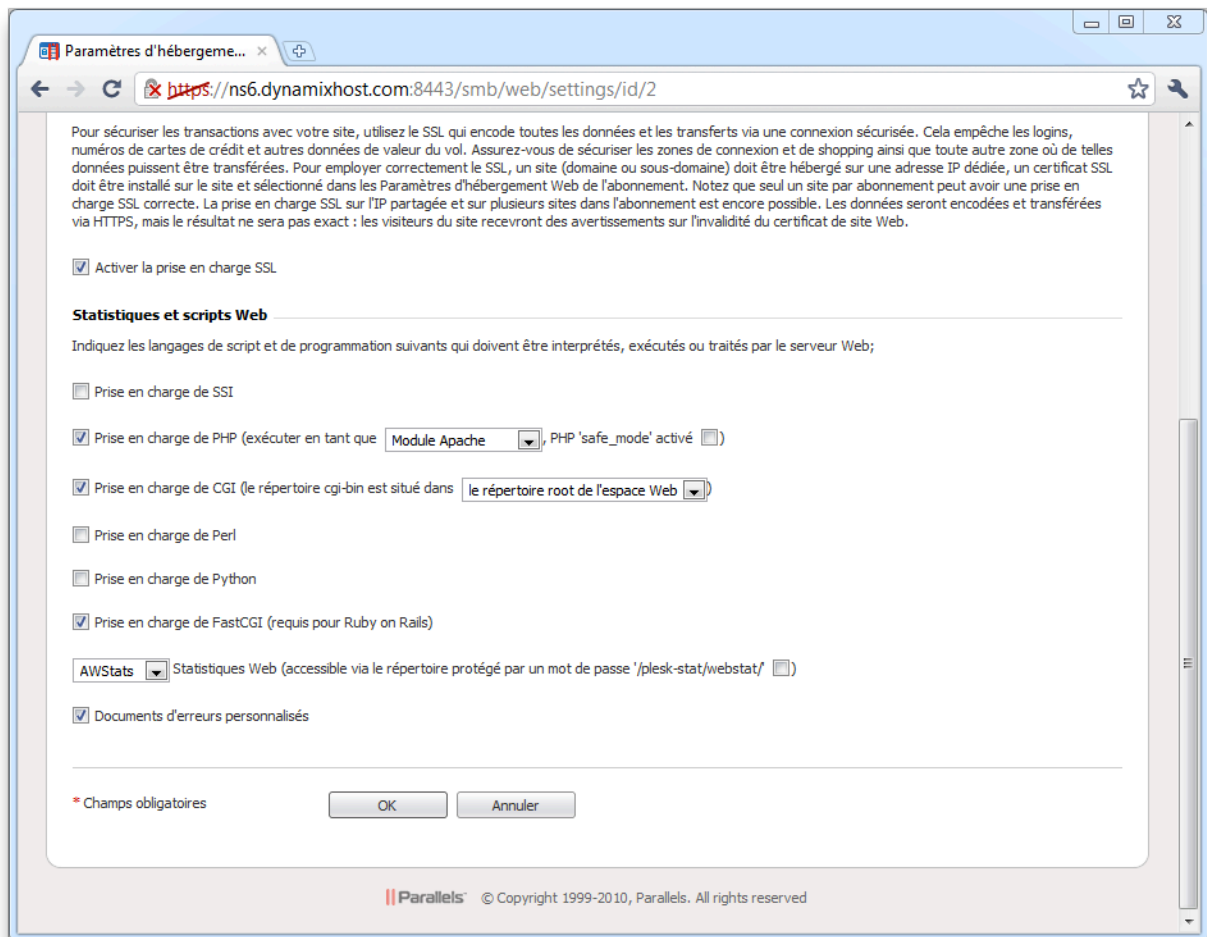 Paramètres d'hébergeme...
https://ns6.dynamixhost.com:8443/smb/web/settings/id/2
Pour sécuriser les transactions avec votre site, utilisez le SSL qui encode toutes les données et les transferts via une connexion sécurisée. Cela empêche les logins,
numéros de cartes de crédit et autres données de valeur du vol. Assurez-vous de sécuriser les zones de connexion et de shopping ainsi que toute autre zone où de telles
données puissent être transférées. Pour employer correctement le SSL, un site (domaine ou sous-domaine) doit être hébergé sur une adresse IP dédiée, un certificat SSL
doit être installé sur le site et sélectionné dans les Paramètres d'hébergement Web de l'abonnement. Notez que seul un site par abonnement peut avoir une prise en
charge SSL correcte. La prise en charge SSL sur l'IP partagée et sur plusieurs sites dans l'abonnement est encore possible. Les données seront encodées et transférées
via HTTPS, mais le résultat ne sera pas exact : les visiteurs du site recevront des avertissements sur l'invalidité du certificat de site Web.
Activer la prise en charge SSL
Statistiques et scripts Web
Indiquez les langages de script et de programmation suivants qui doivent être interprétés, exécutés ou traités par le serveur Web;
Prise en charge de SSI
Prise en charge de PHP (exécuter en tant que Module Apache , PHP 'safe_mode' activé )
Prise en charge de CGI (le répertoire cgi-bin est situé dans le répertoire root de l'espace Web )
Prise en charge de Perl
Prise en charge de Python
Prise en charge de FastCGI (requis pour Ruby on Rails)
AWStats Statistiques Web (accessible via le répertoire protégé par un mot de passe '/plesk-stat/webstat/' )
Documents d'erreurs personnalisés
* Champs obligatoires OK Annuler
Parallels™ © Copyright 1999-2010, Parallels. All rights reserved